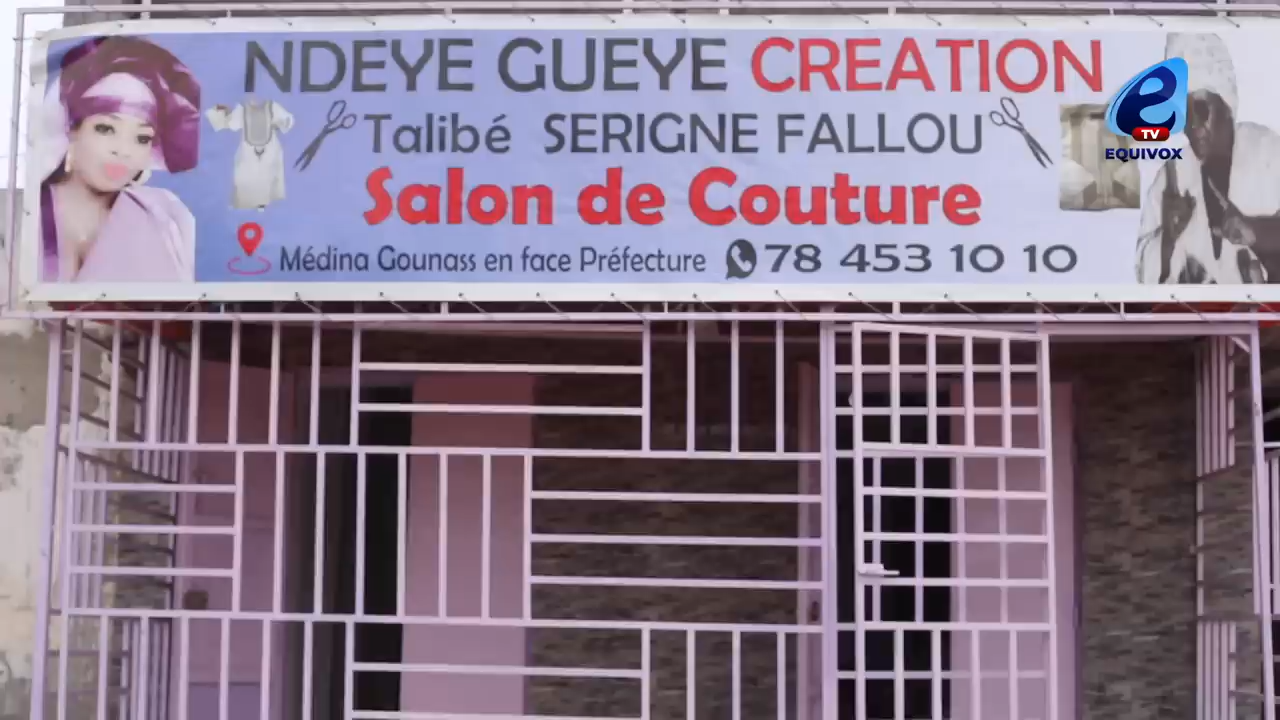 NDEYE GUEYE CREATION
Talibé SERIGNE FALLOU
Salon de Couture
Médina Gounass en face Préfecture 78 453 10 10
e
TV
EQUIVOX